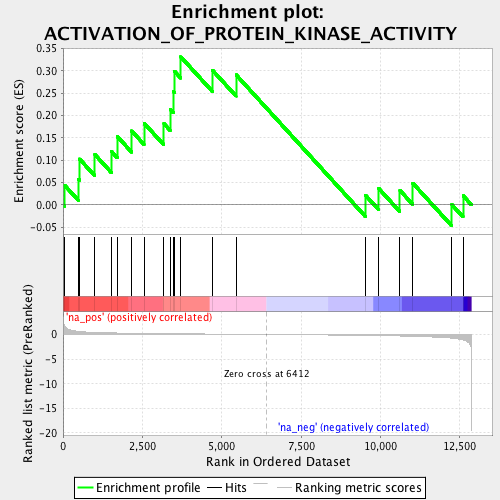 Enrichment plot:
ACTIVATION_OF_PROTEIN_KINASE_ACTIVITY
Enrichment score (ES)
0.35
0.30
0.25
0.20
0.15
0.10
0.05
0.00
-0.05
'na_pos' (positively correlated)
Ranked list metric (PreRanked)
0
-5
-10
-15
-20
Zero cross at 6412
'na_neg' (negatively correlated)
0
2,500
5,000
7,500
10,000
12,500
Rank in Ordered Dataset
Enrichment profile
Hits
Ranking metric scores